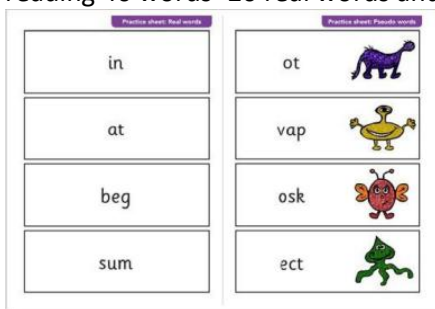 Practice sheet: Real words
in
at
beg
sum
Practice sheet: Pseudo words
ot
vap
osk
ect